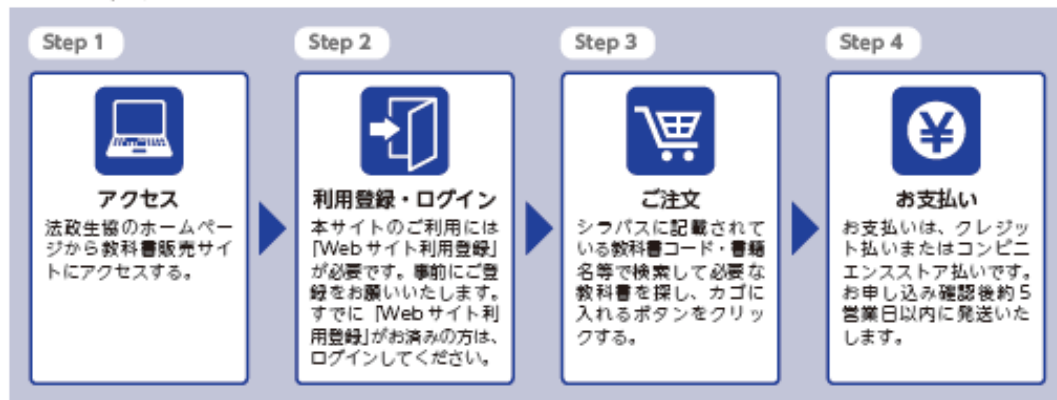 Step 1
アクセス
法政生協のホームペー
ジから教科書販売サイ
トにアクセスする。
Step 2
利用登録・ログイン
本サイトのご利用には
「Webサイト利用登録」
が必要です。事前にご登
録をお願いいたします。
すでに「Webサイト利
用登録」がお済みの方は、
ログインしてください。
Step 3
ご注文
シラバスに記載されて
いる教科書コード・書籍
名等で検索して必要な
教科書を探し、カゴに
入れるボタンをクリッ
クする。
Step 4
お支払い
お支払いは、クレジッ
ト払いまたはコンビニ
エンスストア払いです。
お申し込み確認後約5
営業日以内に発送いた
します。